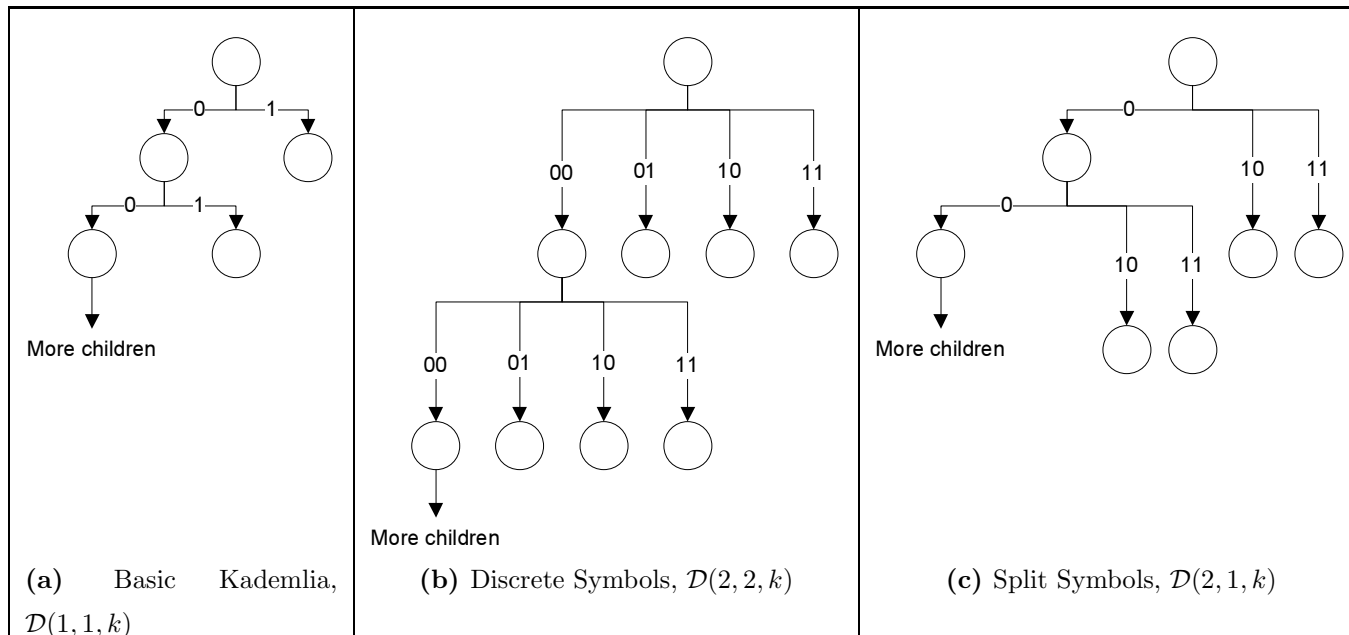 0 1
0 1
More children
(a) Basic Kademlia,
D(1, 1, k)
00 01 10 11
00 01 10 11
More children
(b) Discrete Symbols, D(2, 2, k)
0
10 11
0
10 11
More children
(c) Split Symbols, D(2, 1, k)